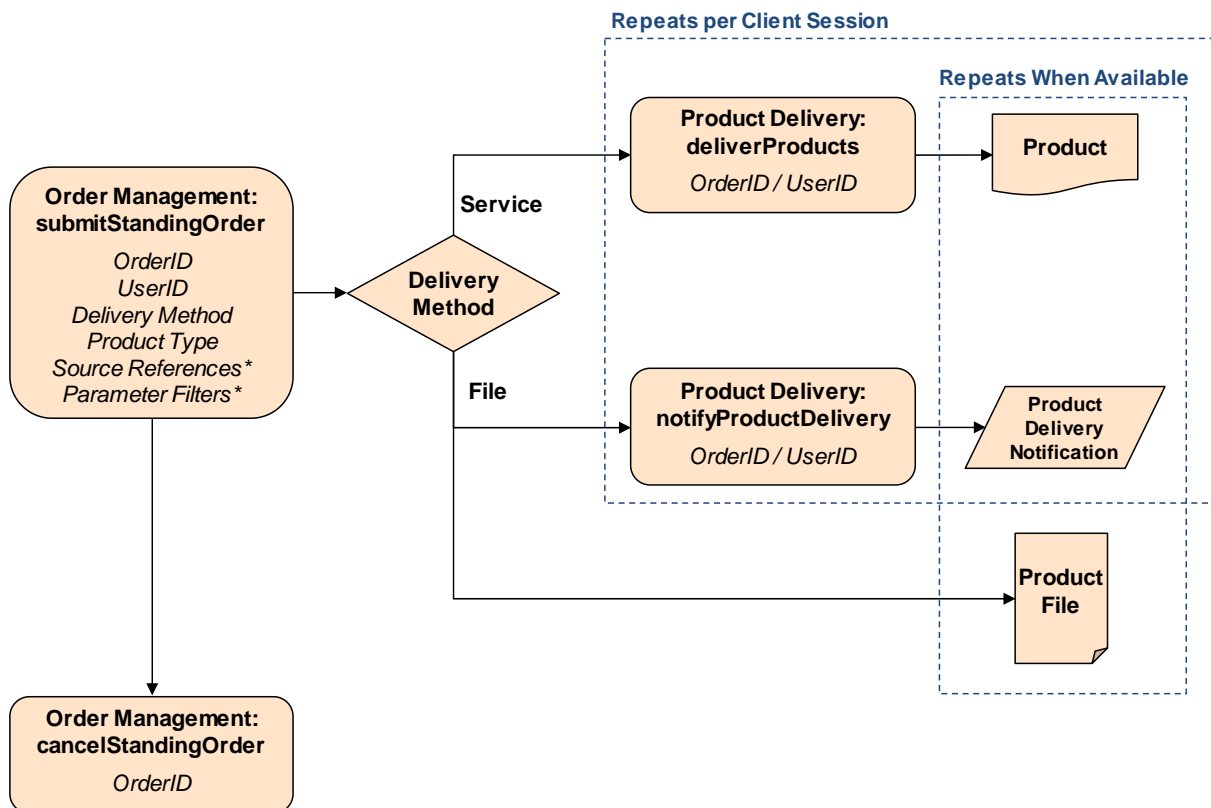 Repeats per Client Session
Repeats When Available
Product Delivery:
deliverProducts
OrderID / UserID
Product
Order Management:
submitStandingOrder
OrderID
UserID
Delivery Method
Product Type
Source References*
Parameter Filters*
Service
Delivery
Method
File
Product Delivery:
notifyProductDelivery
OrderID / UserID
Product
Delivery
Notification
Product
File
Order Management:
cancelStandingOrder
OrderID